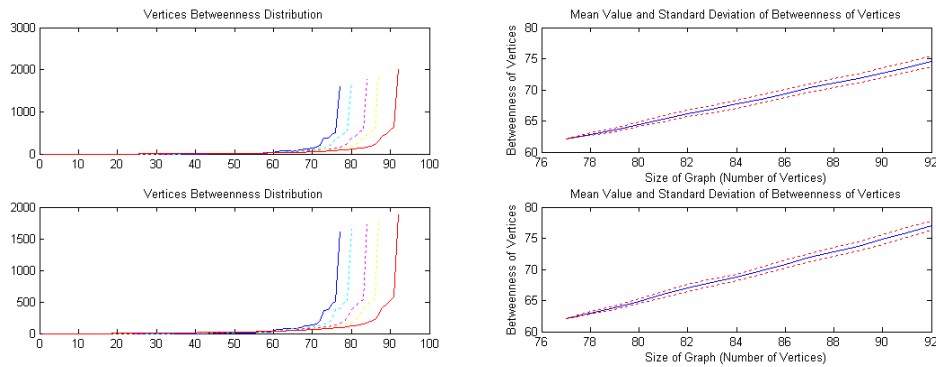 Vertices Betweenness Distribution
3000
2000
1000
0
0 10 20 30 40 50 60 70 80 90 100
Mean Value and Standard Deviation of Betweenness of Vertices
Betweenness of Vertices
80
75
70
65
60
76 78 80 82 84 86 88 90 92
Size of Graph (Number of Vertices)
Vertices Betweenness Distribution
2000
1500
1000
500
0
0 10 20 30 40 50 60 70 80 90 100
Mean Value and Standard Deviation of Betweenness of Vertices
Betweenness of Vertices
80
75
70
65
60
76 78 80 82 84 86 88 90 92
Size of Graph (Number of Vertices)